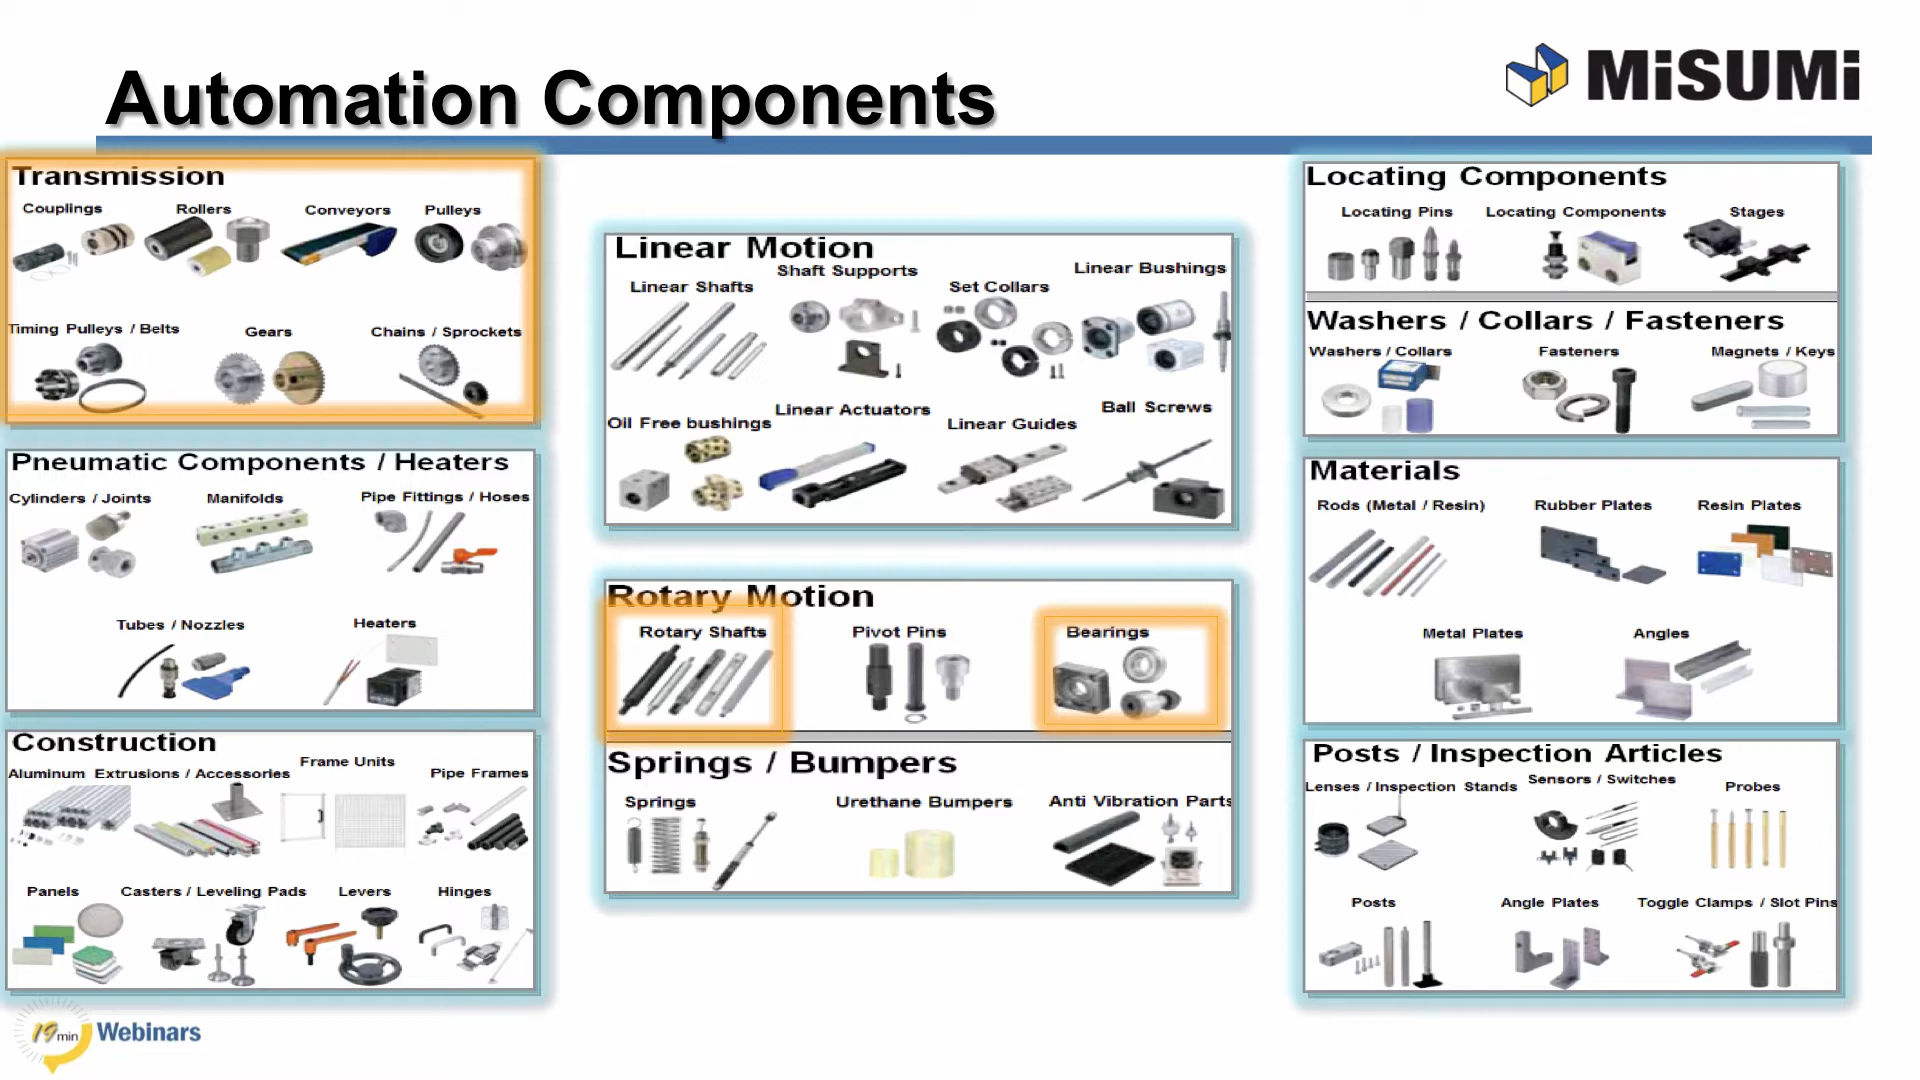 Automation Components
MiSUMi
Transmission
Couplings
Rollers
Conveyors
Pulleys
Timing Pulleys / Belts
Gears
Chains / Sprockets
Pneumatic Components / Heaters
Cylinders / Joints
Manifolds
Pipe Fittings / Hoses
Tubes / Nozzles
Heaters
Construction
Aluminum Extrusions / Accessories
Frame Units
Pipe Frames
Panels
Casters / Leveling Pads
Levers
Hinges
Linear Motion
Linear Shafts
Shaft Supports
Set Collars
Linear Bushings
Oil Free bushings
Linear Actuators
Linear Guides
Ball Screws
Rotary Motion
Rotary Shafts
Pivot Pins
Bearings
Springs / Bumpers
Springs
Urethane Bumpers
Anti Vibration Parts
Locating Components
Locating Pins
Locating Components
Stages
Washers / Collars / Fasteners
Washers / Collars
Fasteners
Magnets / Keys
Materials
Rods (Metal / Resin)
Rubber Plates
Resin Plates
Metal Plates
Angles
Posts / Inspection Articles
Lenses / Inspection Stands
Sensors / Switches
Probes
Posts
Angle Plates
Toggle Clamps / Slot Pins
19 min Webinars